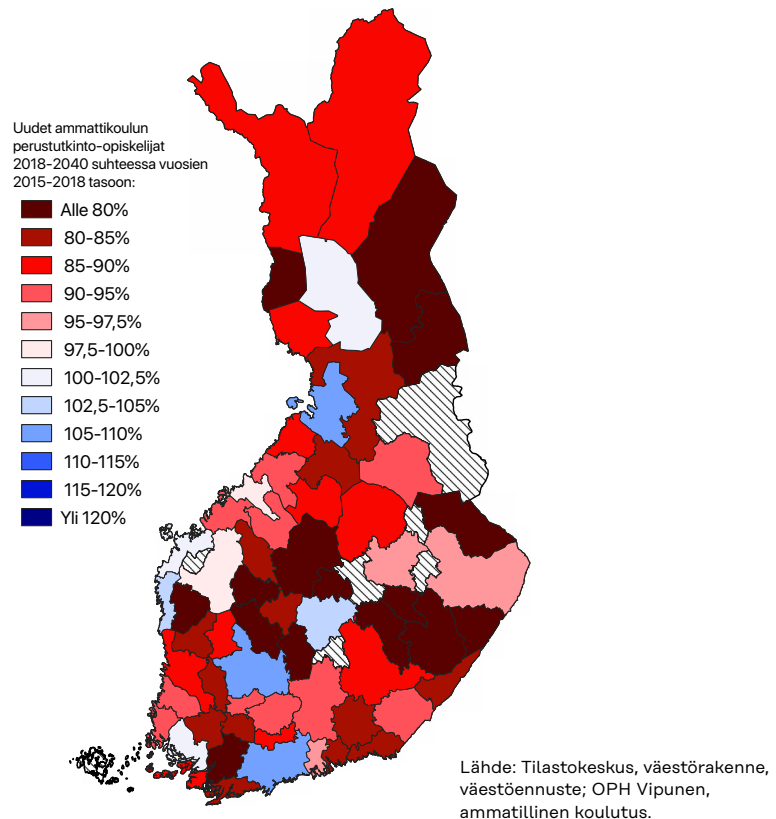 Uudet ammattikoulun
perustutkinto-opiskelijat
2018-2040 suhteessa vuosien
2015-2018 tasoon:
Alle 80%
80-85%
85-90%
90-95%
95-97,5%
97,5-100%
100-102,5%
102,5-105%
105-110%
110-115%
115-120%
Yli 120%
Lähde: Tilastokeskus, väestörakenne,
väestöennuste; OPH Vipunen,
ammatillinen koulutus.